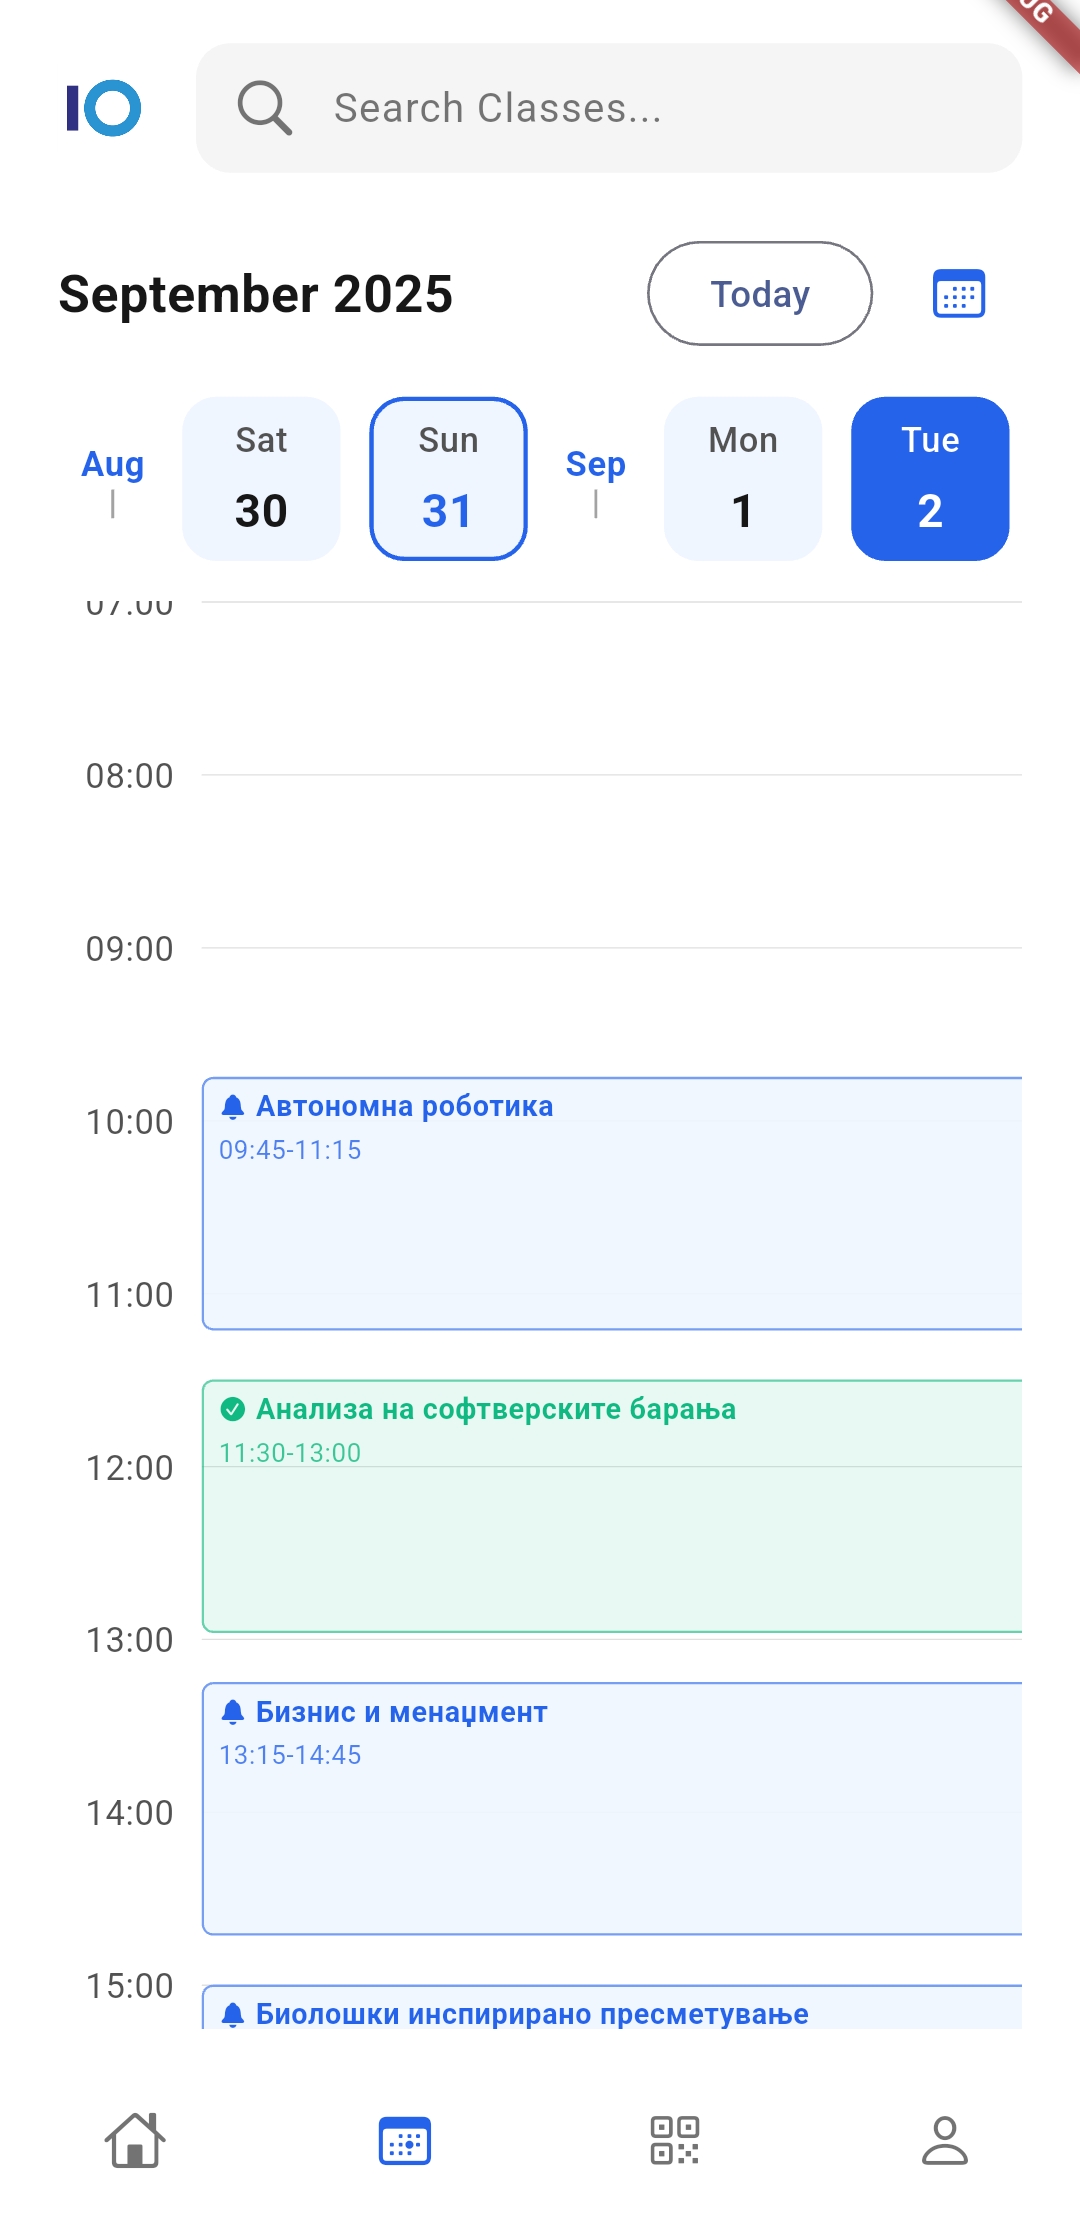 IO
Search Classes...
September 2025
Today
Aug
Sat
30
Sun
31
Sep
Mon
1
Tue
2
07:00
08:00
09:00
10:00
Автономна роботика
09:45-11:15
11:00
Анализа на софтверските барања
11:30-13:00
12:00
13:00
Бизнис и менаџмент
13:15-14:45
14:00
15:00
Биолошки инспирирано пресметување